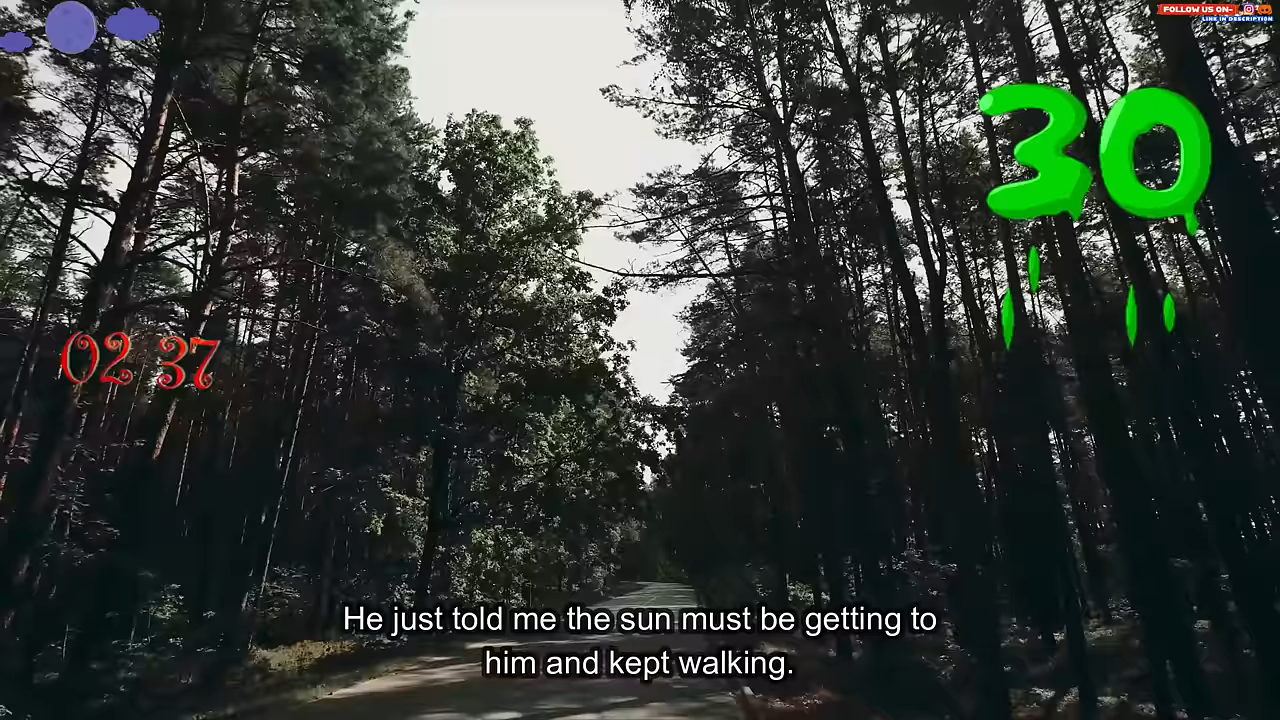 FOLLOW US ON-
LINK IN DESCRIPTION
30
02 37
He just told me the sun must be getting to
him and kept walking.